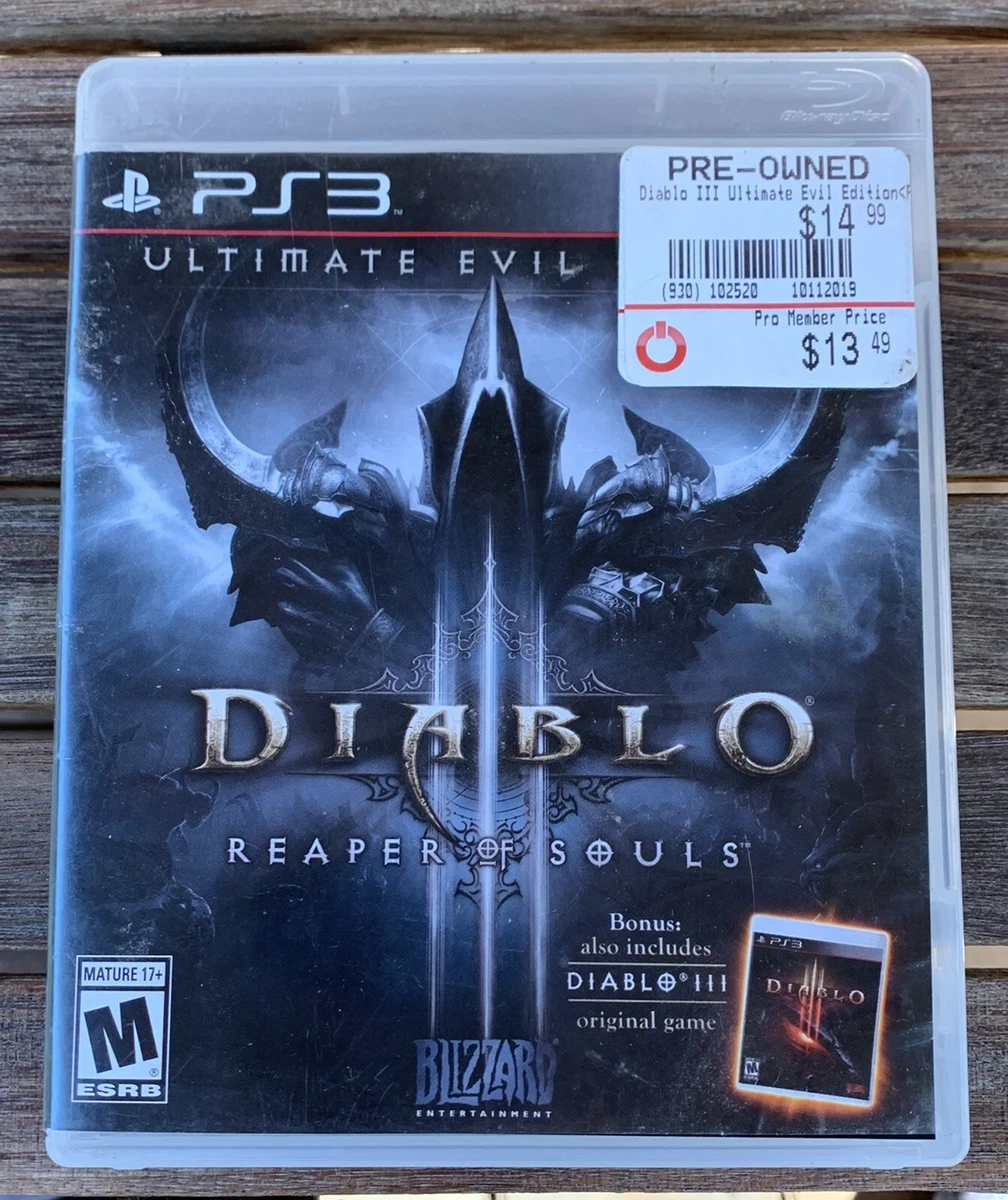 Blu-ray Disc
PS3
PRE-OWNED
Diablo III Ultimate Evil Edition<
$14 99
(930) 102520 10112019
Pro Member Price
$13 49
ULTIMATE EVIL
DIABLO
REAPER OF SOULS™
Bonus:
also includes
DIABLO® III
original game
PS3
DIABLO
III
M
MATURE 17+
M
ESRB
BLIZZARD
ENTERTAINMENT